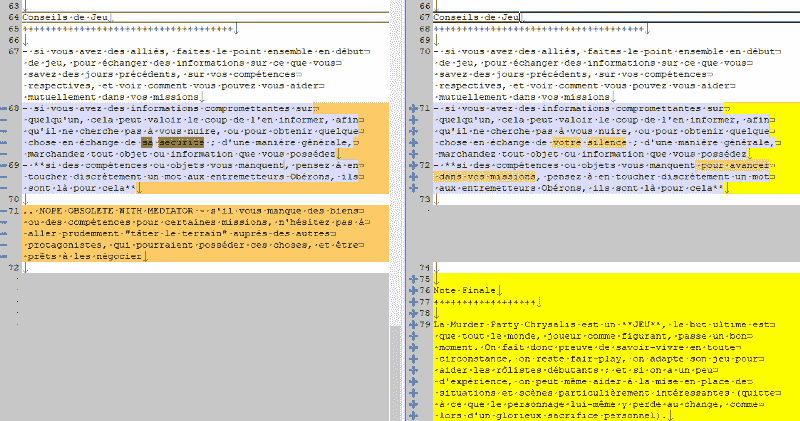 63
64 Conseils de Jeu
65 ++++++++++++++++++++++++++++++++++
66
67 - si vous avez des alliés, faites le point ensemble en début
de jeu, pour échanger des informations sur ce que vous
savez des jours précédents, sur vos compétences
respectives, et voir comment vous pouvez vous aider
mutuellement dans vos missions
68 - si vous avez des informations compromettantes sur
quelqu'un, cela peut valoir le coup de l'en informer, afin
qu'il ne cherche pas à vous nuire, ou pour obtenir quelque
chose en échange de sa sécurité ; d'une manière générale,
marchandez tout objet ou information que vous possédez
69 - **si des compétences ou objets vous manquent, pensez à en
toucher discrètement un mot aux entremetteurs Obérons, ils
sont là pour cela**
70
71 .. NOPE OBSOLETE WITH MEDIATOR - s'il vous manque des biens
ou des compétences pour certaines missions, n'hésitez pas à
aller prudemment "tâter le terrain" auprès des autres
protagonistes, qui pourraient posséder ces choses, et être
prêts à les négocier
72
66
67 Conseils de Jeu
68 ++++++++++++++++++++++++++++++++++
69
70 - si vous avez des alliés, faites le point ensemble en début
de jeu, pour échanger des informations sur ce que vous
savez des jours précédents, sur vos compétences
respectives, et voir comment vous pouvez vous aider
mutuellement dans vos missions
71 - si vous avez des informations compromettantes sur
quelqu'un, cela peut valoir le coup de l'en informer, afin
qu'il ne cherche pas à vous nuire, ou pour obtenir quelque
chose en échange de votre silence ; d'une manière générale,
marchandez tout objet ou information que vous possédez
72 - **si des compétences ou objets vous manquent pour avancer
dans vos missions, pensez à en toucher discrètement un mot
aux entremetteurs Obérons, ils sont là pour cela**
73
74
75
76 Note Finale
77 +++++++++++++++++
78
79 La Murder Party Chrysalis est un **JEU**, le but ultime est
que tout le monde, joueur comme figurant, passe un bon
moment. On fait donc preuve de savoir-vivre en toute
circonstance, on reste fair-play, on adapte son jeu pour
aider les rôlistes débutants ; et si on a un peu
d'expérience, on peut même aider à la mise en place de
situations et scènes particulièrement intéressantes (quitte
à ce que le personnage lui-même y perde au change, comme
lors d'un glorieux sacrifice personnel).